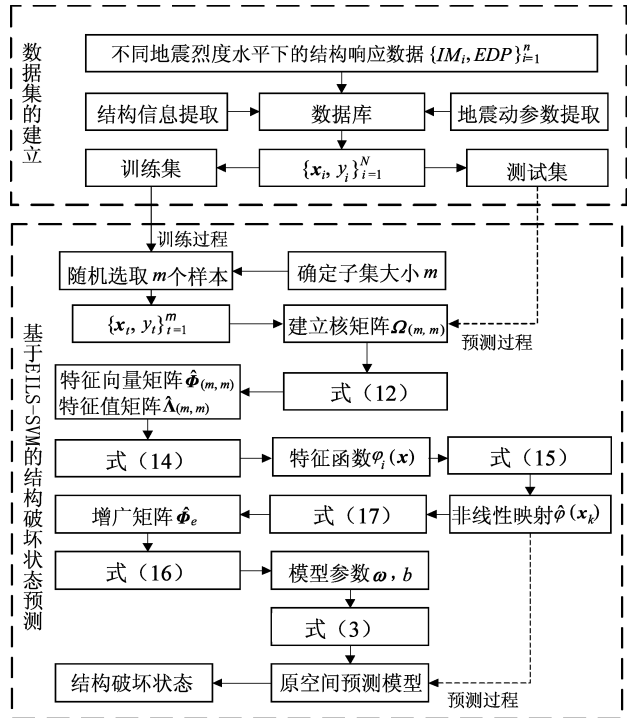 数据集的建立
不同地震烈度水平下的结构响应数据{IMᵢ, EDP}ⁿᵢ₌₁
结构信息提取
数据库
地震动参数提取
训练集
{xᵢ, yᵢ}ᴺᵢ₌₁
测试集
基于EILS-SVM的结构破坏状态预测
训练过程
随机选取m个样本
确定子集大小m
{xₜ, yₜ}ᵐₜ₌₁
建立核矩阵Ω(m, m)
预测过程
特征向量矩阵Φ̂(m, m)
特征值矩阵Λ̂(m, m)
式（12）
式（14）
特征函数φᵢ(x)
式（15）
增广矩阵Φ̂ₑ
式（17）
非线性映射φ̂(xₖ)
式（16）
模型参数ω, b
式（3）
结构破坏状态
原空间预测模型
预测过程